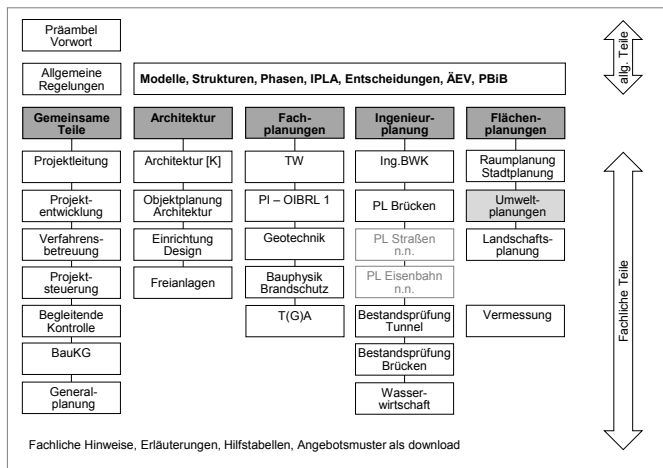 Präambel
Vorwort
Allgemeine
Regelungen
Modelle, Strukturen, Phasen, IPLA, Entscheidungen, ÄEV, PBiB
allg. Teile
Gemeinsame
Teile
Projektleitung
Projekt-
entwicklung
Verfahrens-
betreuung
Projekt-
steuerung
Begleitende
Kontrolle
BauKG
General-
planung
Architektur
Architektur [K]
Objektplanung
Architektur
Einrichtung
Design
Freianlagen
Fach-
planungen
TW
PI – OIBRL 1
Geotechnik
Bauphysik
Brandschutz
T(G)A
Ingenieur-
planung
Ing.BWK
PL Brücken
PL Straßen
n.n.
PL Eisenbahn
n.n.
Bestandsprüfung
Tunnel
Bestandsprüfung
Brücken
Wasser-
wirtschaft
Flächen-
planungen
Raumplanung
Stadtplanung
Umwelt-
planungen
Landschafts-
planung
Vermessung
Fachliche Teile
Fachliche Hinweise, Erläuterungen, Hilfstabellen, Angebotsmuster als download